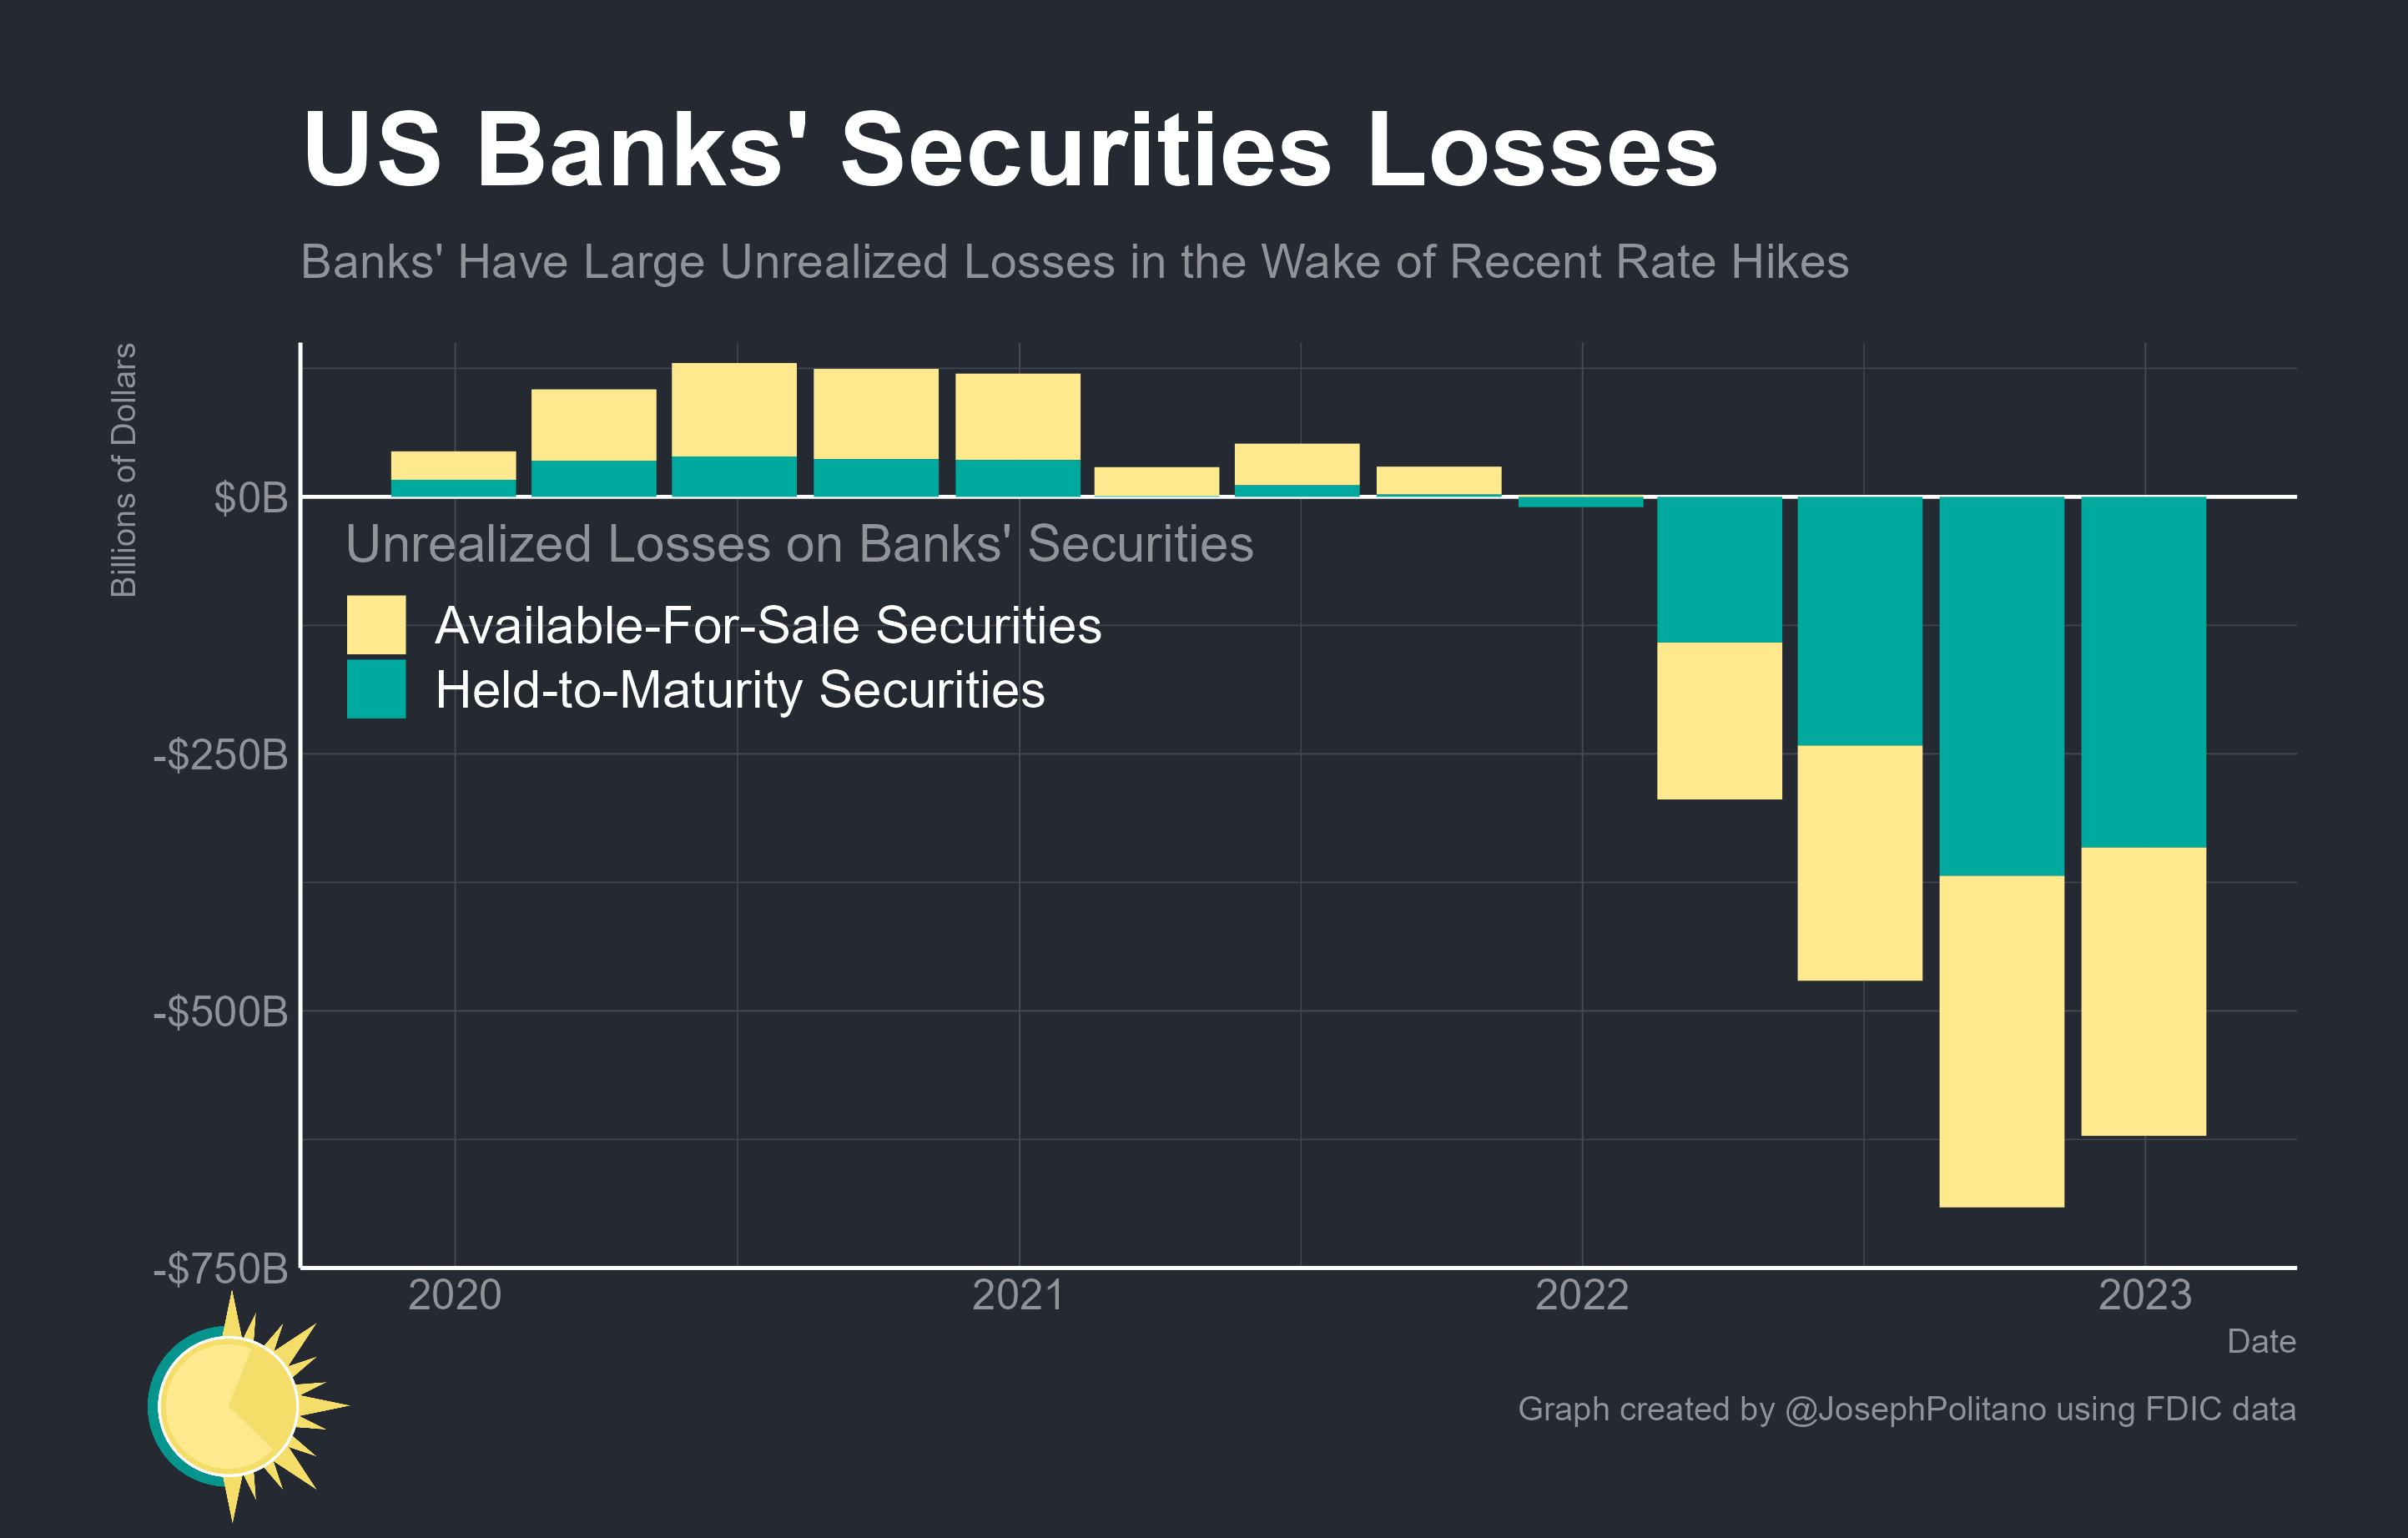 US Banks' Securities Losses
Banks' Have Large Unrealized Losses in the Wake of Recent Rate Hikes
Billions of Dollars
$0B
Unrealized Losses on Banks' Securities
Available-For-Sale Securities
Held-to-Maturity Securities
-$250B
-$500B
-$750B
2020 2021 2022 2023
Date
Graph created by @JosephPolitano using FDIC data